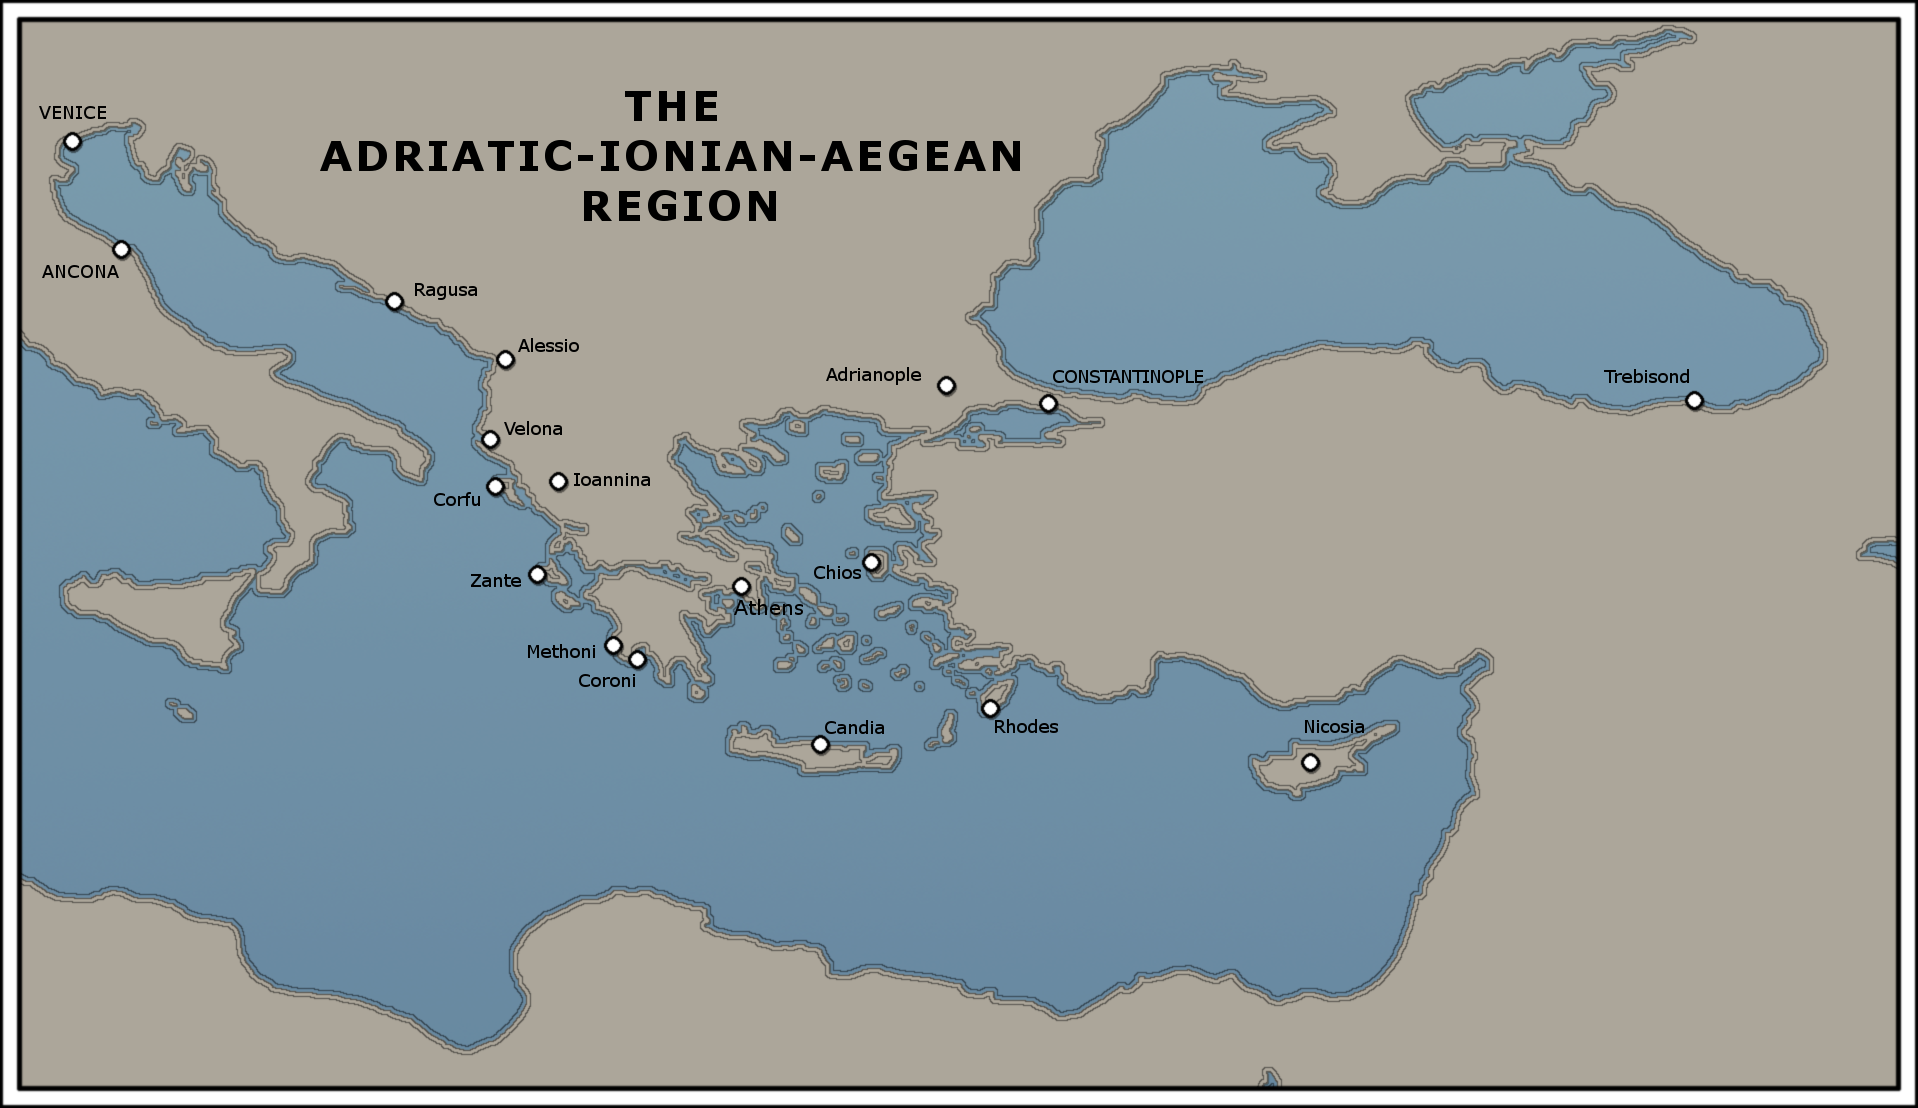 THE
ADRIATIC-IONIAN-AEGEAN
REGION
VENICE
ANCONA
Ragusa
Alessio
Adrianople
CONSTANTINOPLE
Trebisond
Velona
Ioannina
Corfu
Chios
Zante
Athens
Methoni
Coroni
Candia
Rhodes
Nicosia